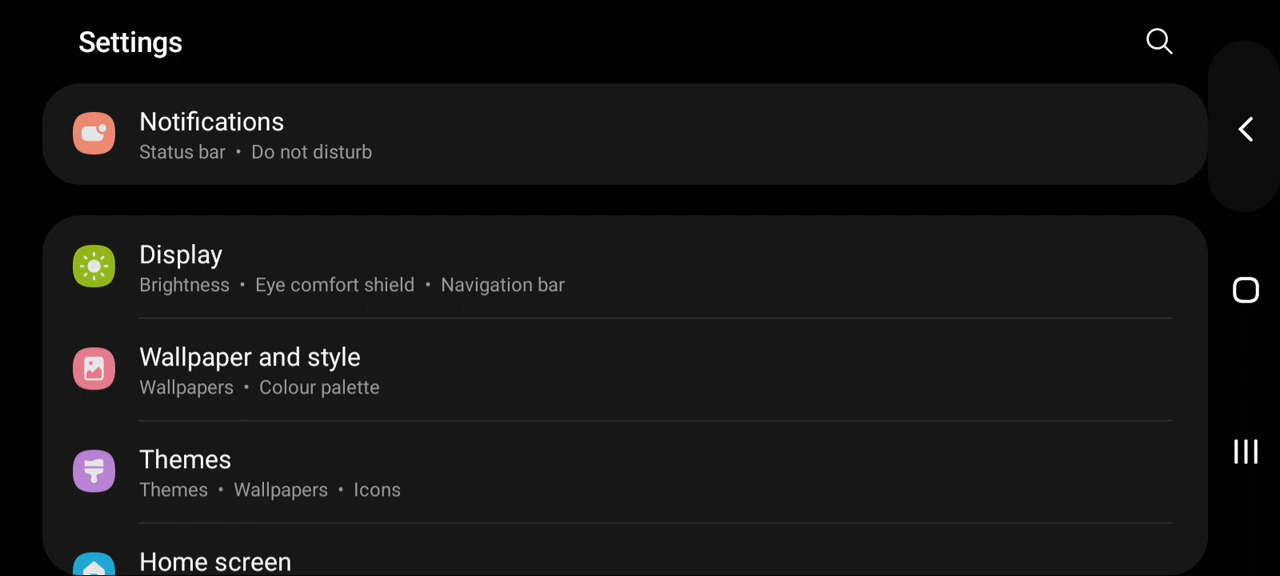 Settings
Notifications
Status bar • Do not disturb
Display
Brightness • Eye comfort shield • Navigation bar
Wallpaper and style
Wallpapers • Colour palette
Themes
Themes • Wallpapers • Icons
Home screen